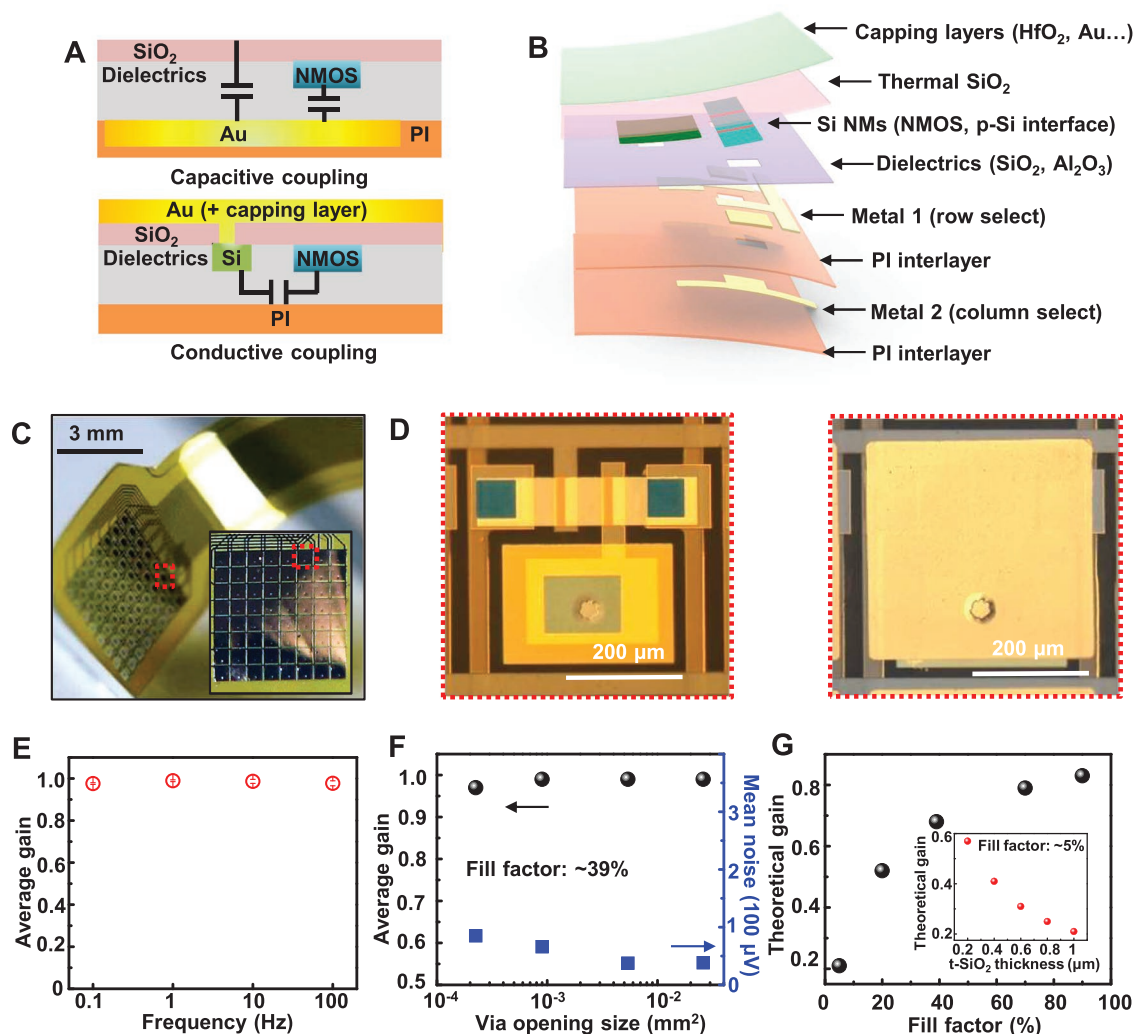 A
SiO2
Dielectrics
NMOS
Au
PI
Capacitive coupling
Au (+ capping layer)
SiO2
Dielectrics
Si
NMOS
PI
Conductive coupling
B
Capping layers (HfO2, Au…)
Thermal SiO2
Si NMs (NMOS, p-Si interface)
Dielectrics (SiO2, Al2O3)
Metal 1 (row select)
PI interlayer
Metal 2 (column select)
PI interlayer
C
3 mm
D
200 µm
200 µm
E
Average gain
1.0
0.8
0.6
0.4
0.2
0
0.1
1
10
100
Frequency (Hz)
F
Average gain
1.0
0.9
0.8
0.7
0.6
0.5
Fill factor: ~39%
10-4
10-3
10-2
Via opening size (mm2)
3
2
1
0
Mean noise (100 µV)
G
Theoretical gain
0.8
0.6
0.4
0.2
0
20
40
60
80
100
Fill factor (%)
Theoretical gain
0.6
0.4
0.2
Fill factor: ~5%
0.2
0.4
0.6
0.8
1
t-SiO2 thickness (µm)